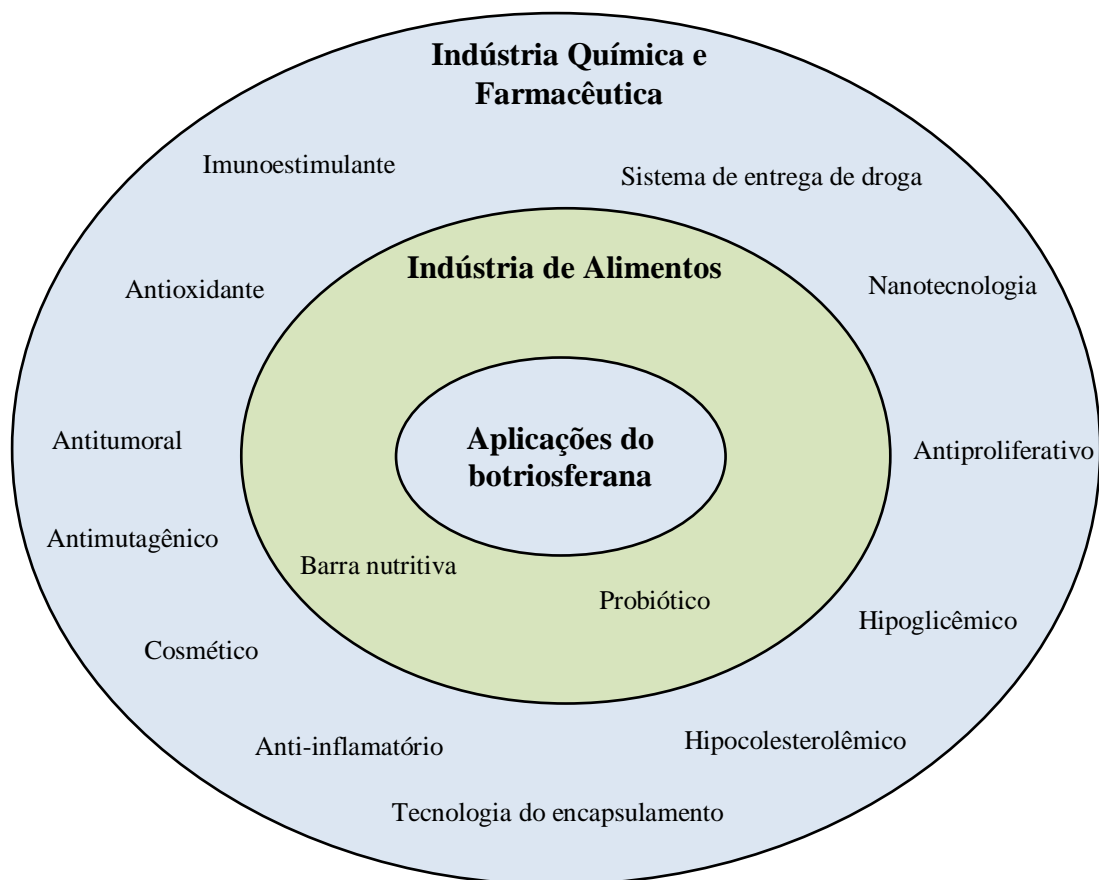 Indústria Química e
Farmacêutica
Imunoestimulante
Sistema de entrega de droga
Indústria de Alimentos
Antioxidante
Nanotecnologia
Aplicações do
botriosferana
Antitumoral
Antiproliferativo
Antimutagênico
Barra nutritiva
Probiótico
Hipoglicêmico
Cosmético
Anti-inflamatório
Hipocolesterolêmico
Tecnologia do encapsulamento